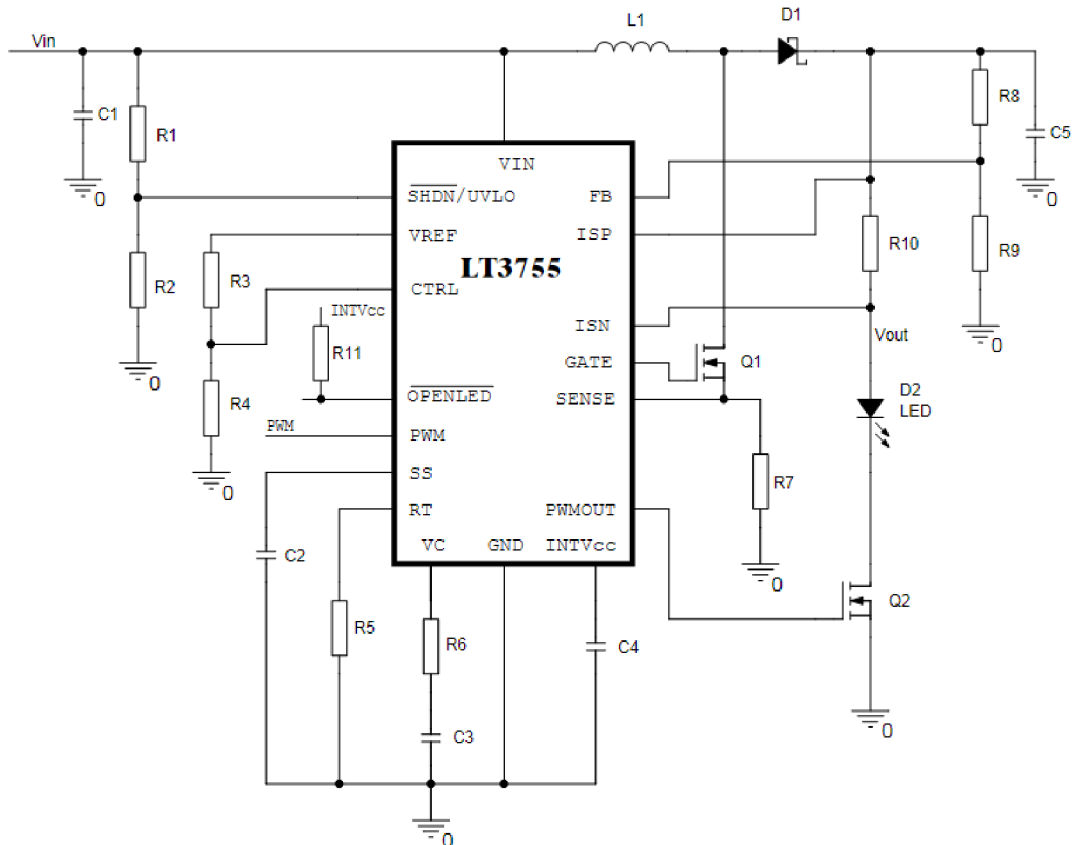 L1
D1
Vin
C1
R1
R8
C5
0
0
VIN
SHDN/UVLO
FB
VREF
ISP
LT3755
R10
R9
R2
R3
CTRL
INTVcc
ISN
Vout
R11
GATE
Q1
0
0
R4
OPENLED
SENSE
D2
LED
PWM
PWM
0
SS
R7
RT
PWMOUT
VC
GND
INTVcc
C2
0
Q2
R5
R6
C4
C3
0
0